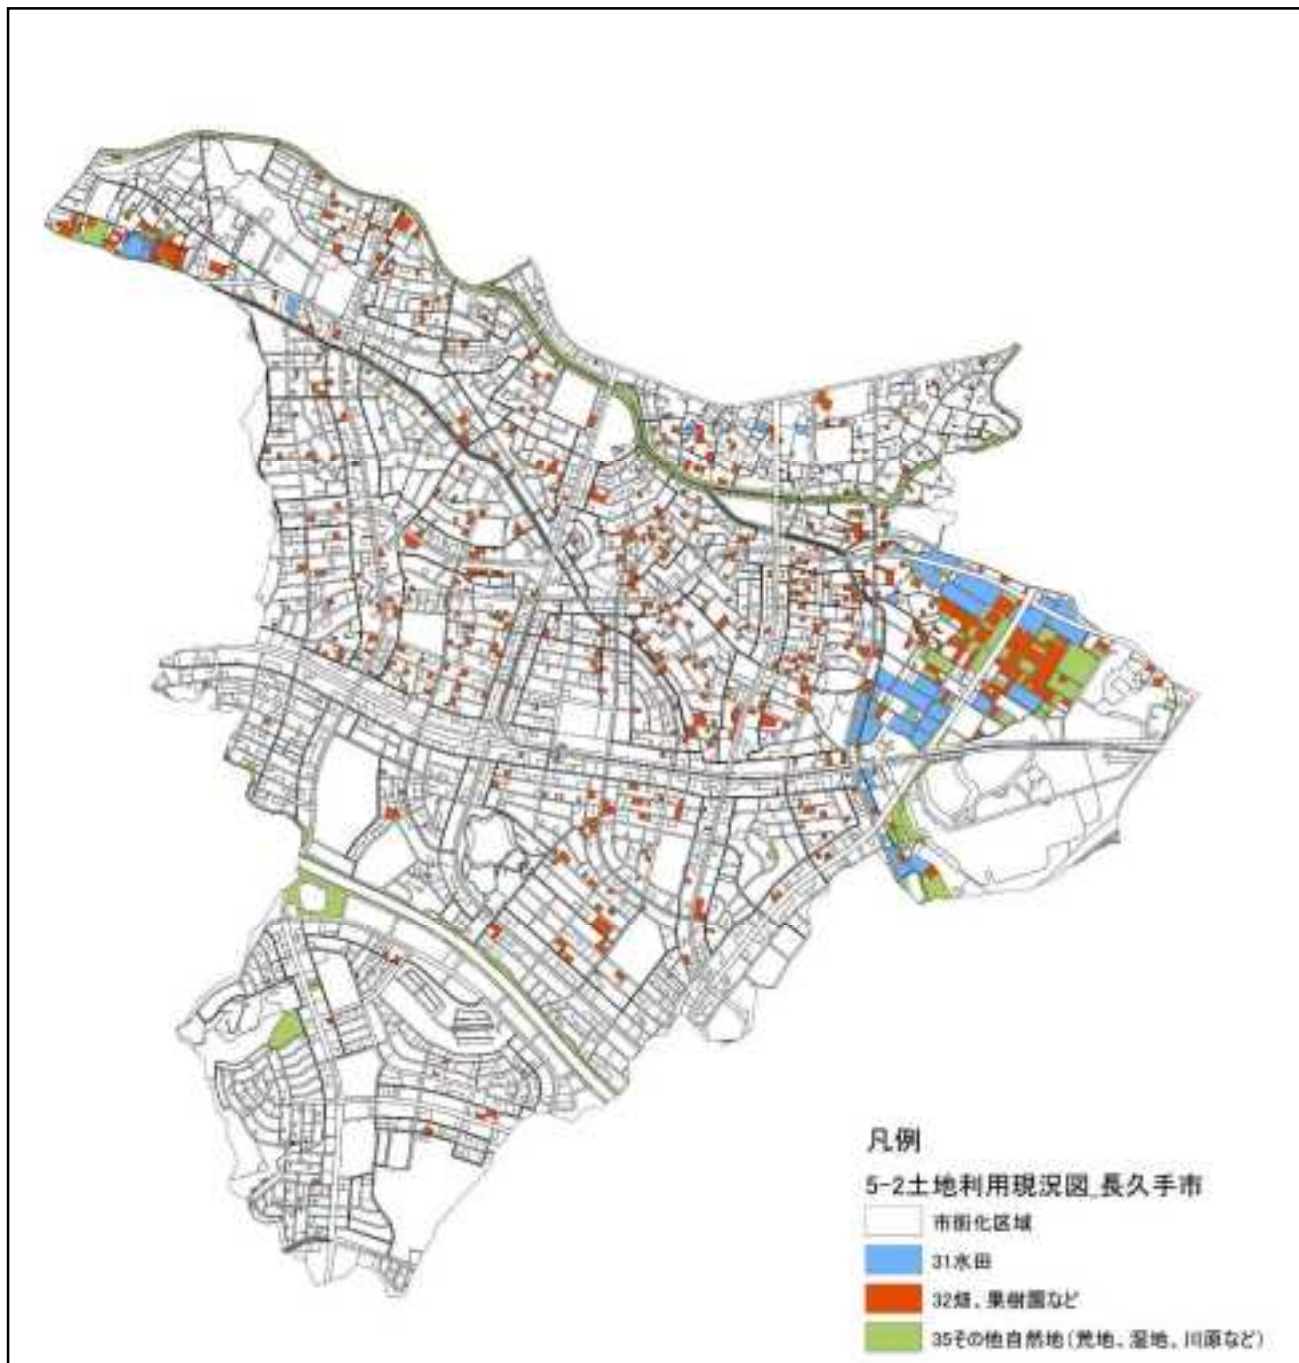 凡例
5-2土地利用現況図_長久手市
市街化区域
31水田
32畑、果樹園など
35その他自然地(荒地、湿地、川原など)